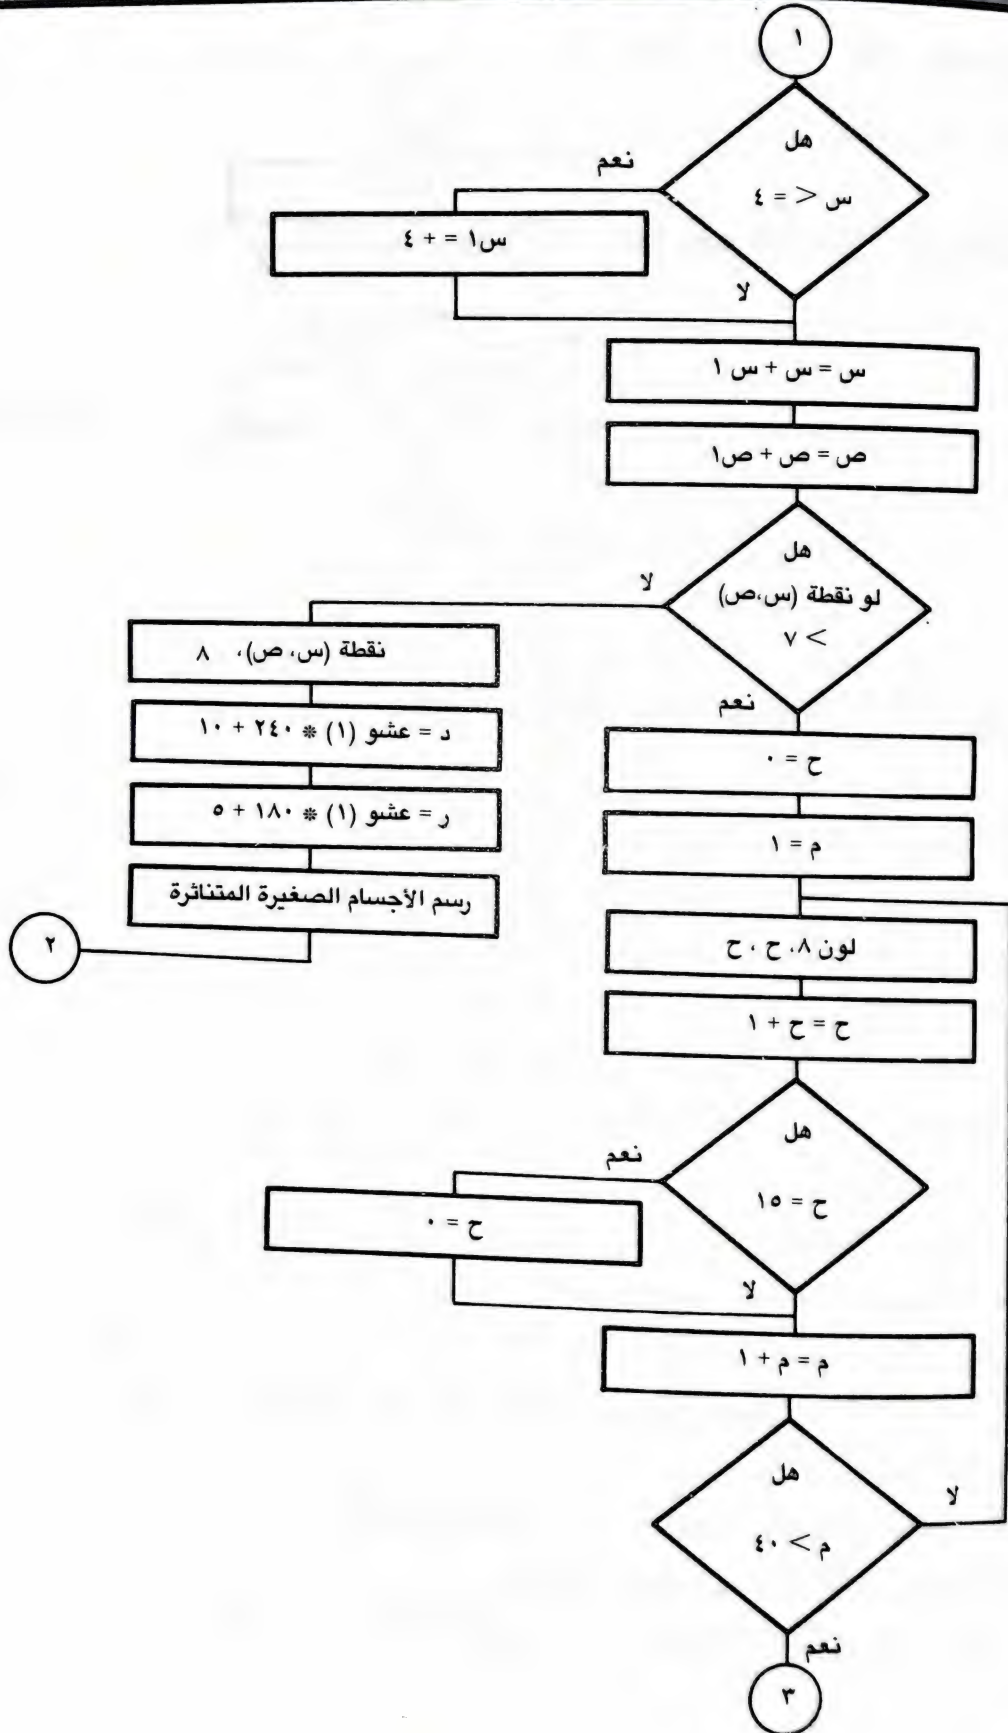 ١
هل
س < = ٤
نعم
س١ = + ٤
لا
س = س + س ١
ص = ص + ص١
هل
لو نقطة (س،ص)
< > ٧
لا
نقطة (س، ص)، ٨
د = عشو (١) * ٢٤٠ + ١٠
ر = عشو (١) * ١٨٠ + ٥
رسم الأجسام الصغيرة المتناثرة
٢
نعم
ح = ٠
م = ١
لون ٨، ح ، ح
ح = ح + ١
هل
ح = ١٥
نعم
ح = ٠
لا
م = م + ١
هل
م > ٤٠
لا
نعم
٣